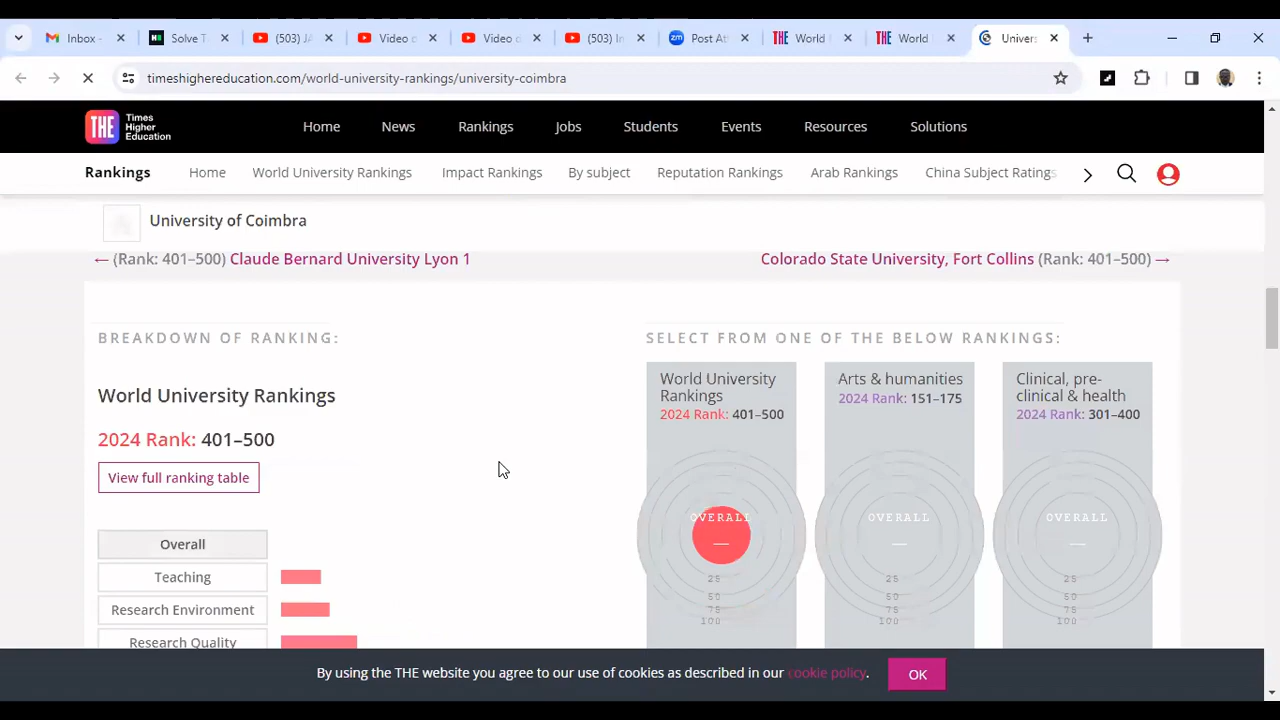 Inbox -
Solve T
(503) JA
Video o
Video o
(503) In
Post At
World
World
Univers
timeshighereducation.com/world-university-rankings/university-coimbra
THE Times Higher Education
Home News Rankings Jobs Students Events Resources Solutions
Rankings Home World University Rankings Impact Rankings By subject Reputation Rankings Arab Rankings China Subject Ratings
University of Coimbra
← (Rank: 401–500) Claude Bernard University Lyon 1
Colorado State University, Fort Collins (Rank: 401–500) →
BREAKDOWN OF RANKING:
World University Rankings
2024 Rank: 401–500
View full ranking table
Overall
Teaching
Research Environment
Research Quality
SELECT FROM ONE OF THE BELOW RANKINGS:
World University
Rankings
2024 Rank: 401–500
OVERALL
—
25
50
75
100
Arts & humanities
2024 Rank: 151–175
OVERALL
—
25
50
75
100
Clinical, pre-
clinical & health
2024 Rank: 301–400
OVERALL
—
25
50
75
100
By using the THE website you agree to our use of cookies as described in our cookie policy.
OK